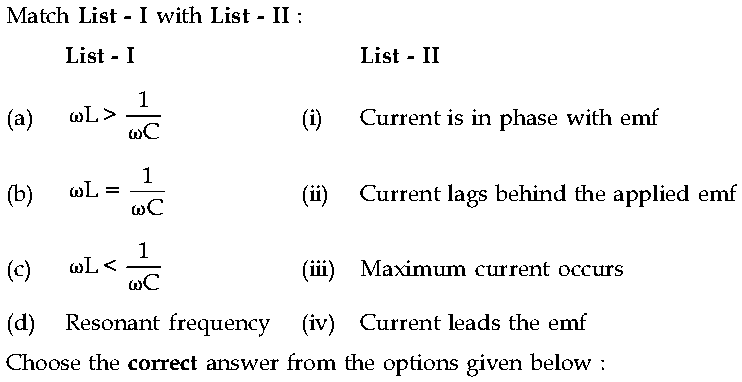 Match List - I with List - II :
List - I List - II
(a) ωL > 1/ωC (i) Current is in phase with emf
(b) ωL = 1/ωC (ii) Current lags behind the applied emf
(c) ωL < 1/ωC (iii) Maximum current occurs
(d) Resonant frequency (iv) Current leads the emf
Choose the correct answer from the options given below :